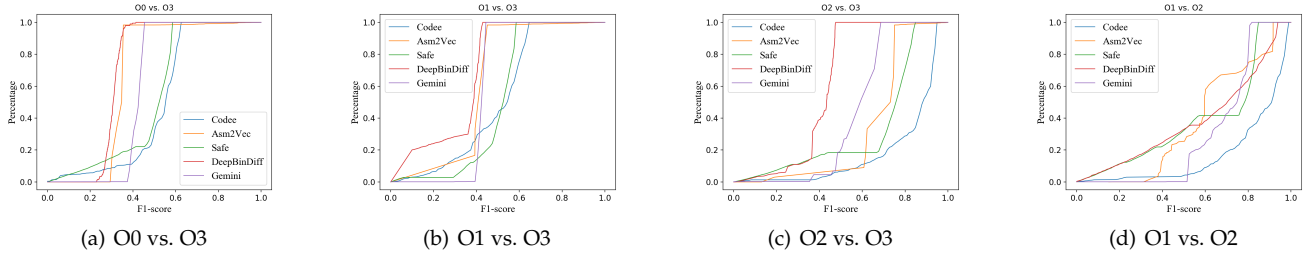 O0 vs. O3
Percentage
1.0
0.8
0.6
0.4
0.2
0.0
Codee
Asm2Vec
Safe
DeepBinDiff
Gemini
0.0 0.2 0.4 0.6 0.8 1.0
F1-score
(a) O0 vs. O3
O1 vs. O3
Percentage
1.0
0.8
0.6
0.4
0.2
0.0
Codee
Asm2Vec
Safe
DeepBinDiff
Gemini
0.0 0.2 0.4 0.6 0.8 1.0
F1-score
(b) O1 vs. O3
O2 vs. O3
Percentage
1.0
0.8
0.6
0.4
0.2
0.0
Codee
Asm2Vec
Safe
DeepBinDiff
Gemini
0.0 0.2 0.4 0.6 0.8 1.0
F1-score
(c) O2 vs. O3
O1 vs. O2
Percentage
1.0
0.8
0.6
0.4
0.2
0.0
Codee
Asm2Vec
Safe
DeepBinDiff
Gemini
0.0 0.2 0.4 0.6 0.8 1.0
F1-score
(d) O1 vs. O2